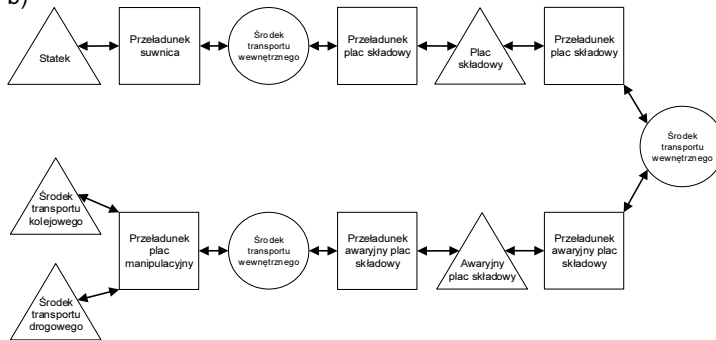 b)
Statek
Przeładunek
suwnica
Środek
transportu
wewnętrznego
Przeładunek
plac składowy
Plac
składowy
Przeładunek
plac składowy
Środek
transportu
wewnętrznego
Środek
transportu
kolejowego
Przeładunek
plac
manipulacyjny
Środek
transportu
wewnętrznego
Przeładunek
awaryjny plac
składowy
Awaryjny
plac składowy
Przeładunek
awaryjny plac
składowy
Środek
transportu
drogowego